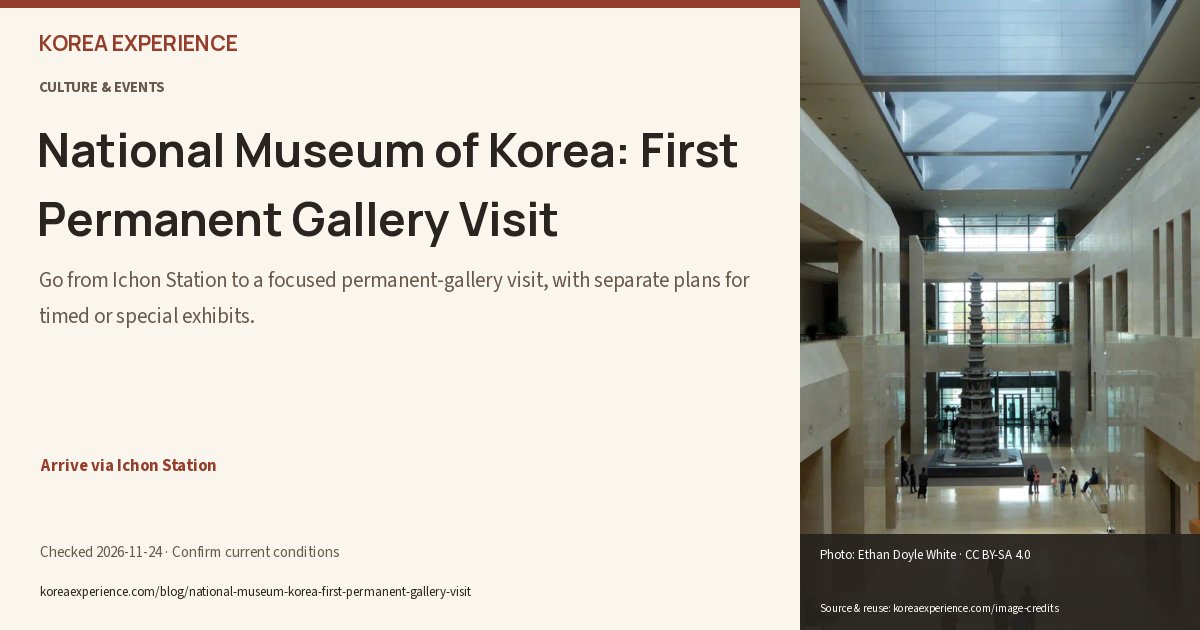 KOREA EXPERIENCE
CULTURE & EVENTS
National Museum of Korea: First
Permanent Gallery Visit
Go from Ichon Station to a focused permanent-gallery visit, with separate plans for
timed or special exhibits.
Arrive via Ichon Station
Checked 2026-11-24 · Confirm current conditions
koreaexperience.com/blog/national-museum-korea-first-permanent-gallery-visit
Photo: Ethan Doyle White · CC BY-SA 4.0
Source & reuse: koreaexperience.com/image-credits